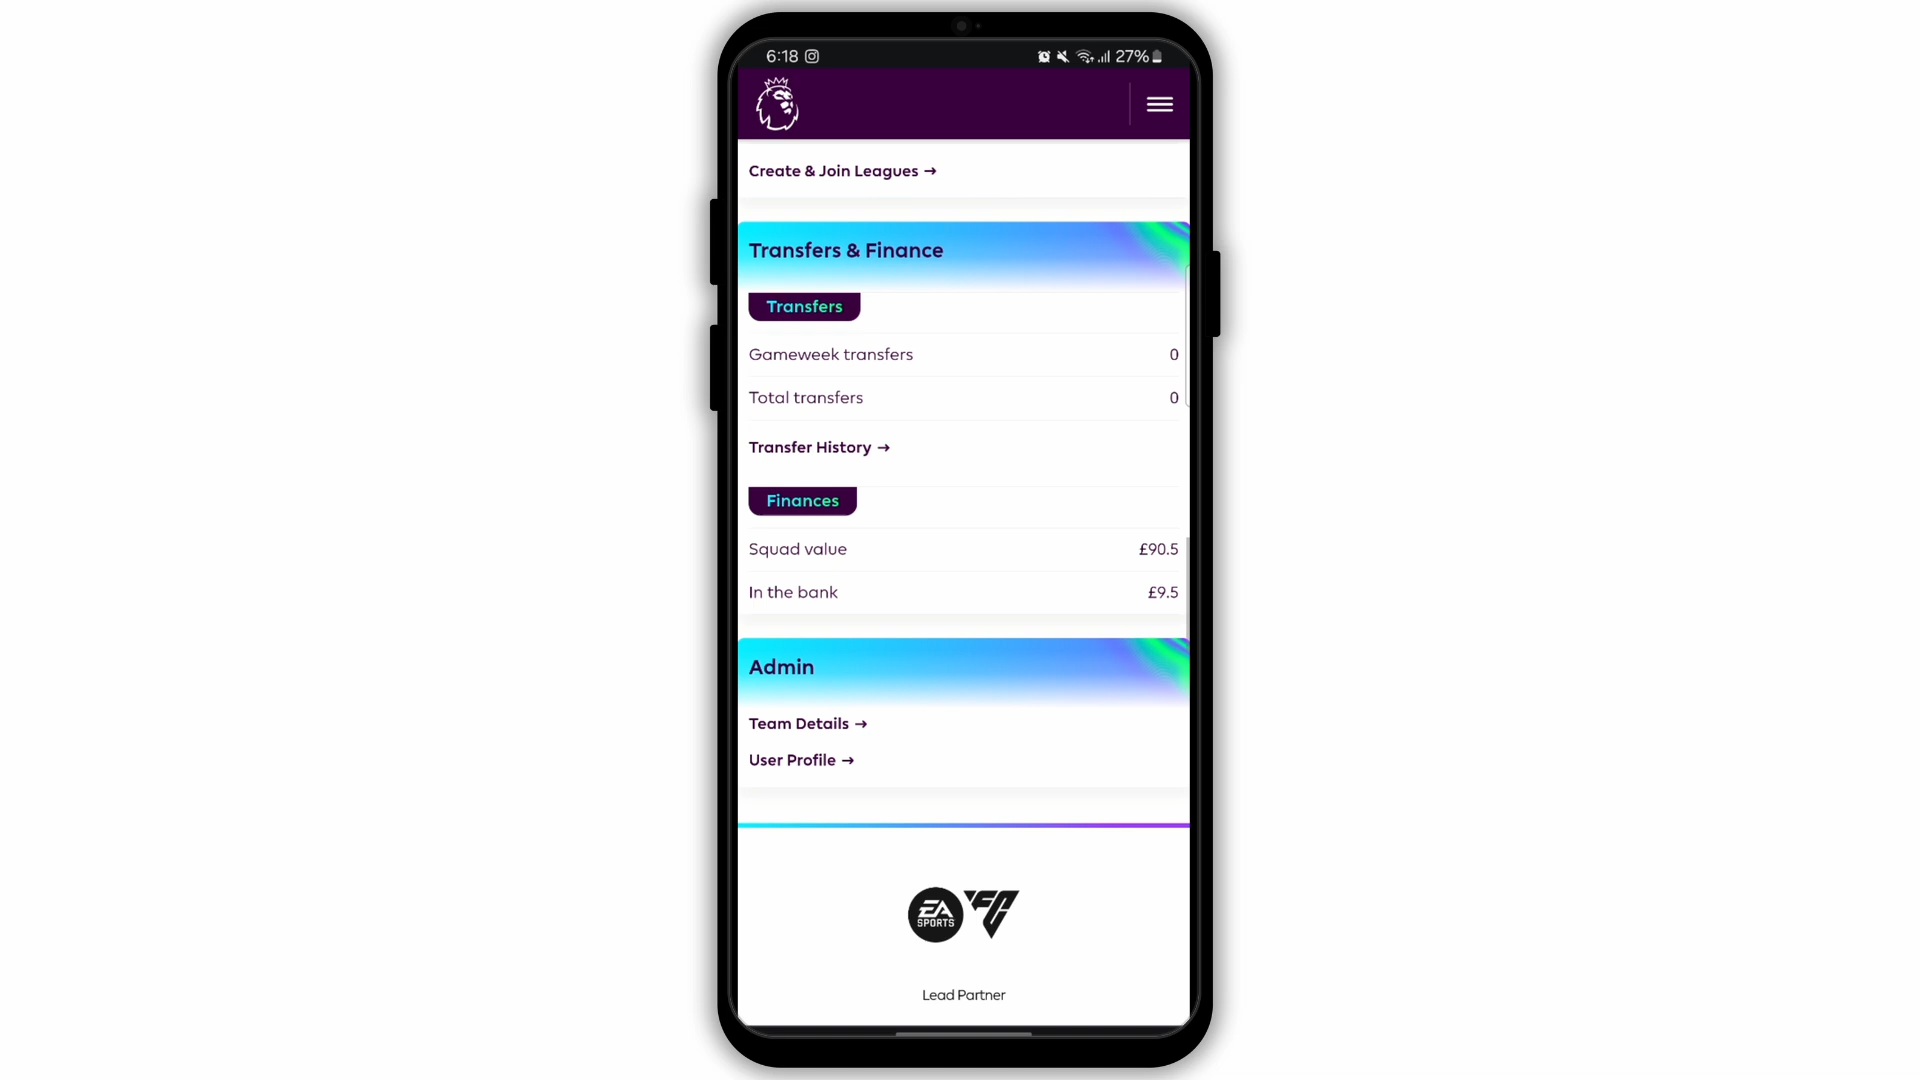 6:18 27%
Create & Join Leagues →
Transfers & Finance
Transfers
Gameweek transfers 0
Total transfers 0
Transfer History →
Finances
Squad value £90.5
In the bank £9.5
Admin
Team Details →
User Profile →
EA SPORTS FC
Lead Partner